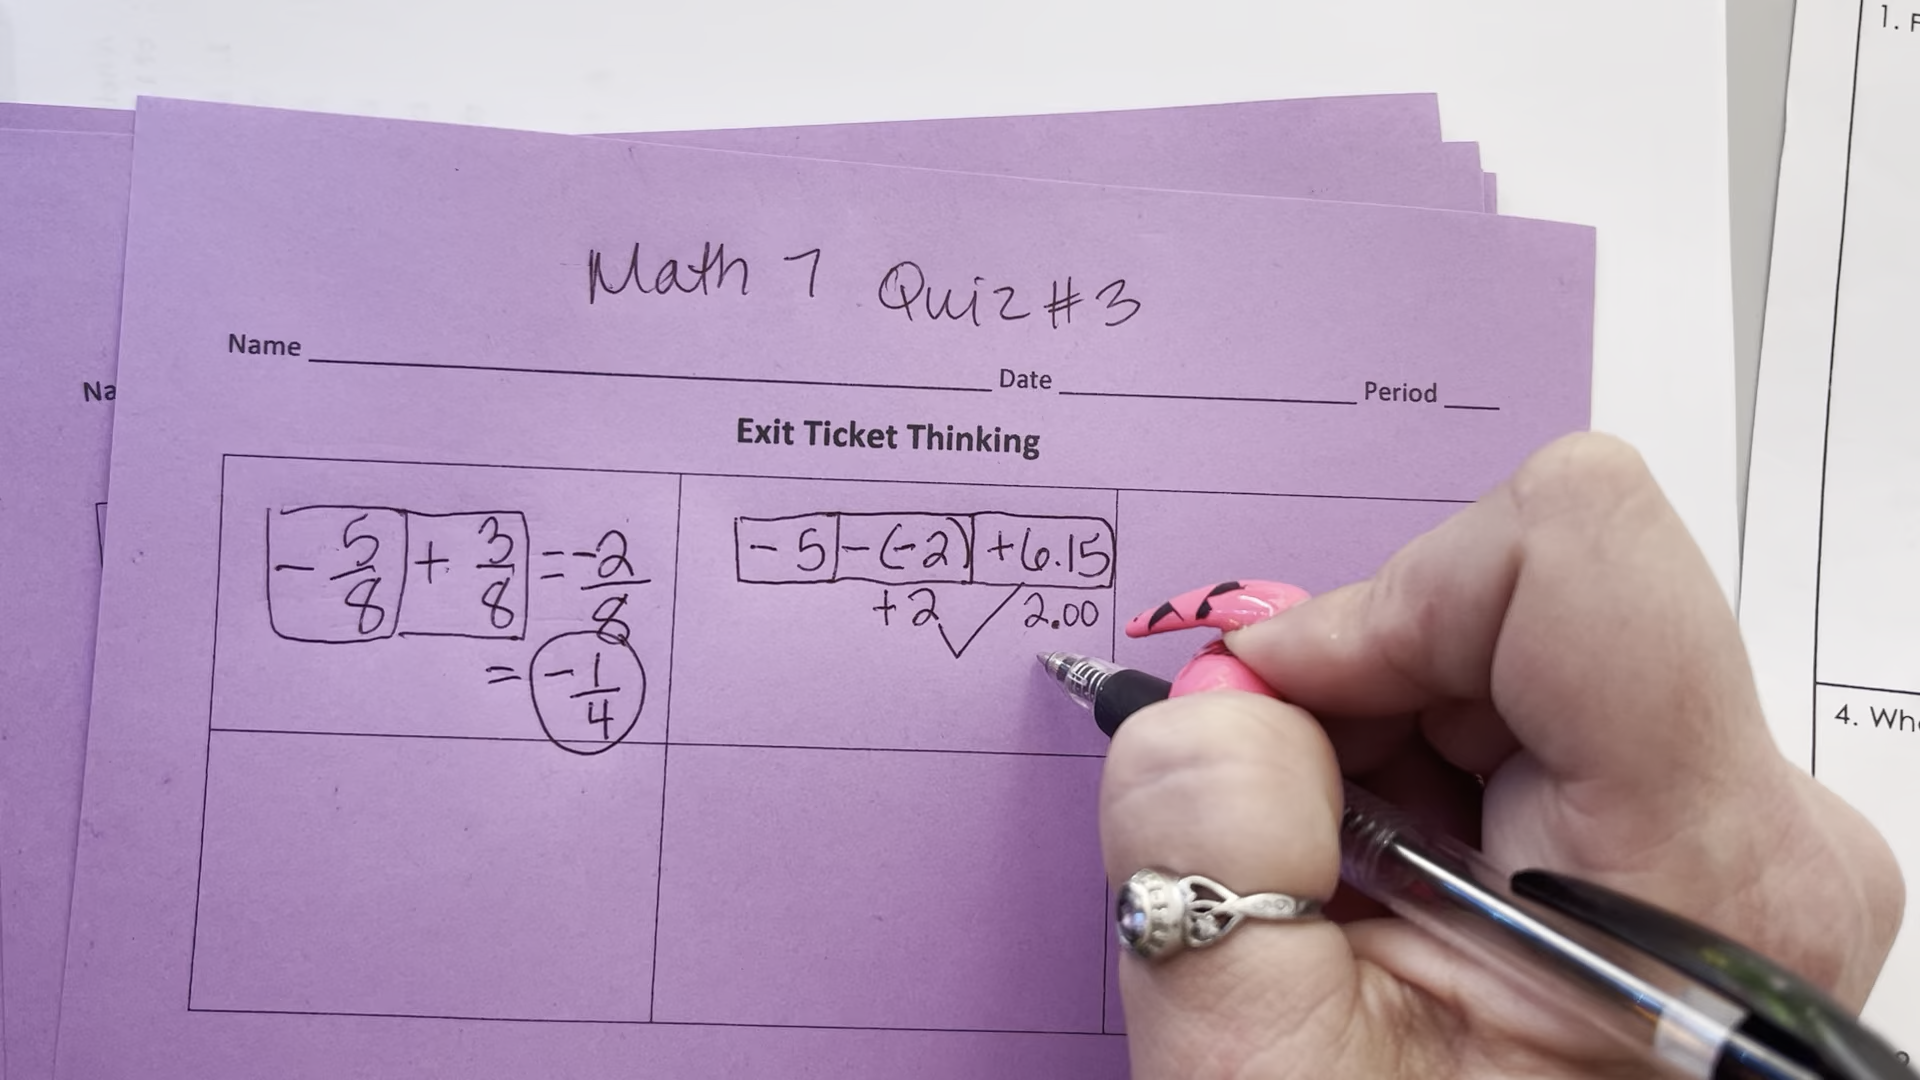 1. F
Math 7 Quiz #3
Name Date Period
Na
Exit Ticket Thinking
- 5/8 + 3/8 = -2/8
= -1/4
- 5 - (-2) + 6.15
+2 2.00
4. Wh